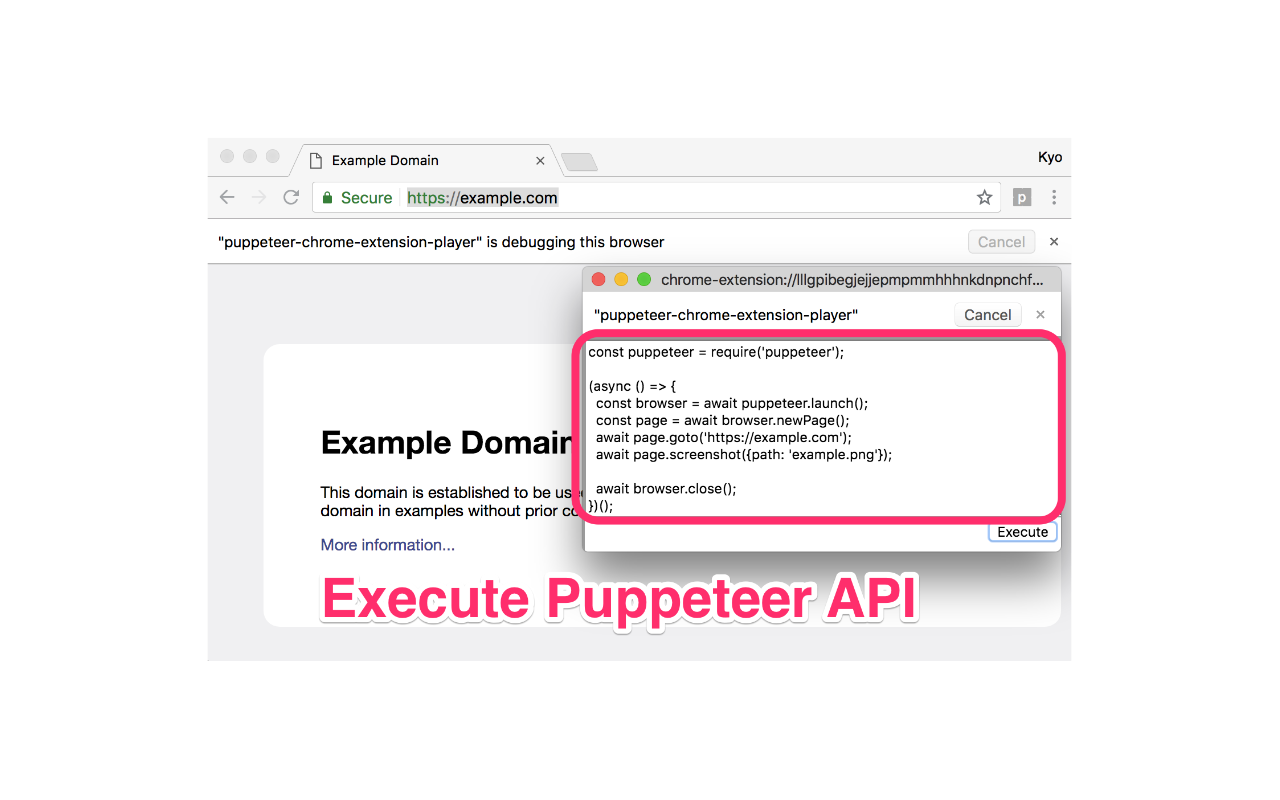 Example Domain
Kyo
Secure https://example.com
p
"puppeteer-chrome-extension-player" is debugging this browser
Cancel
chrome-extension://lllgpibegjejjepmpmmhhhnkdnpnchf...
"puppeteer-chrome-extension-player"
Cancel
const puppeteer = require('puppeteer');
(async () => {
const browser = await puppeteer.launch();
const page = await browser.newPage();
await page.goto('https://example.com');
await page.screenshot({path: 'example.png'});
await browser.close();
})();
Execute
Example Domain
This domain is established to be use
domain in examples without prior co
More information...
Execute Puppeteer API